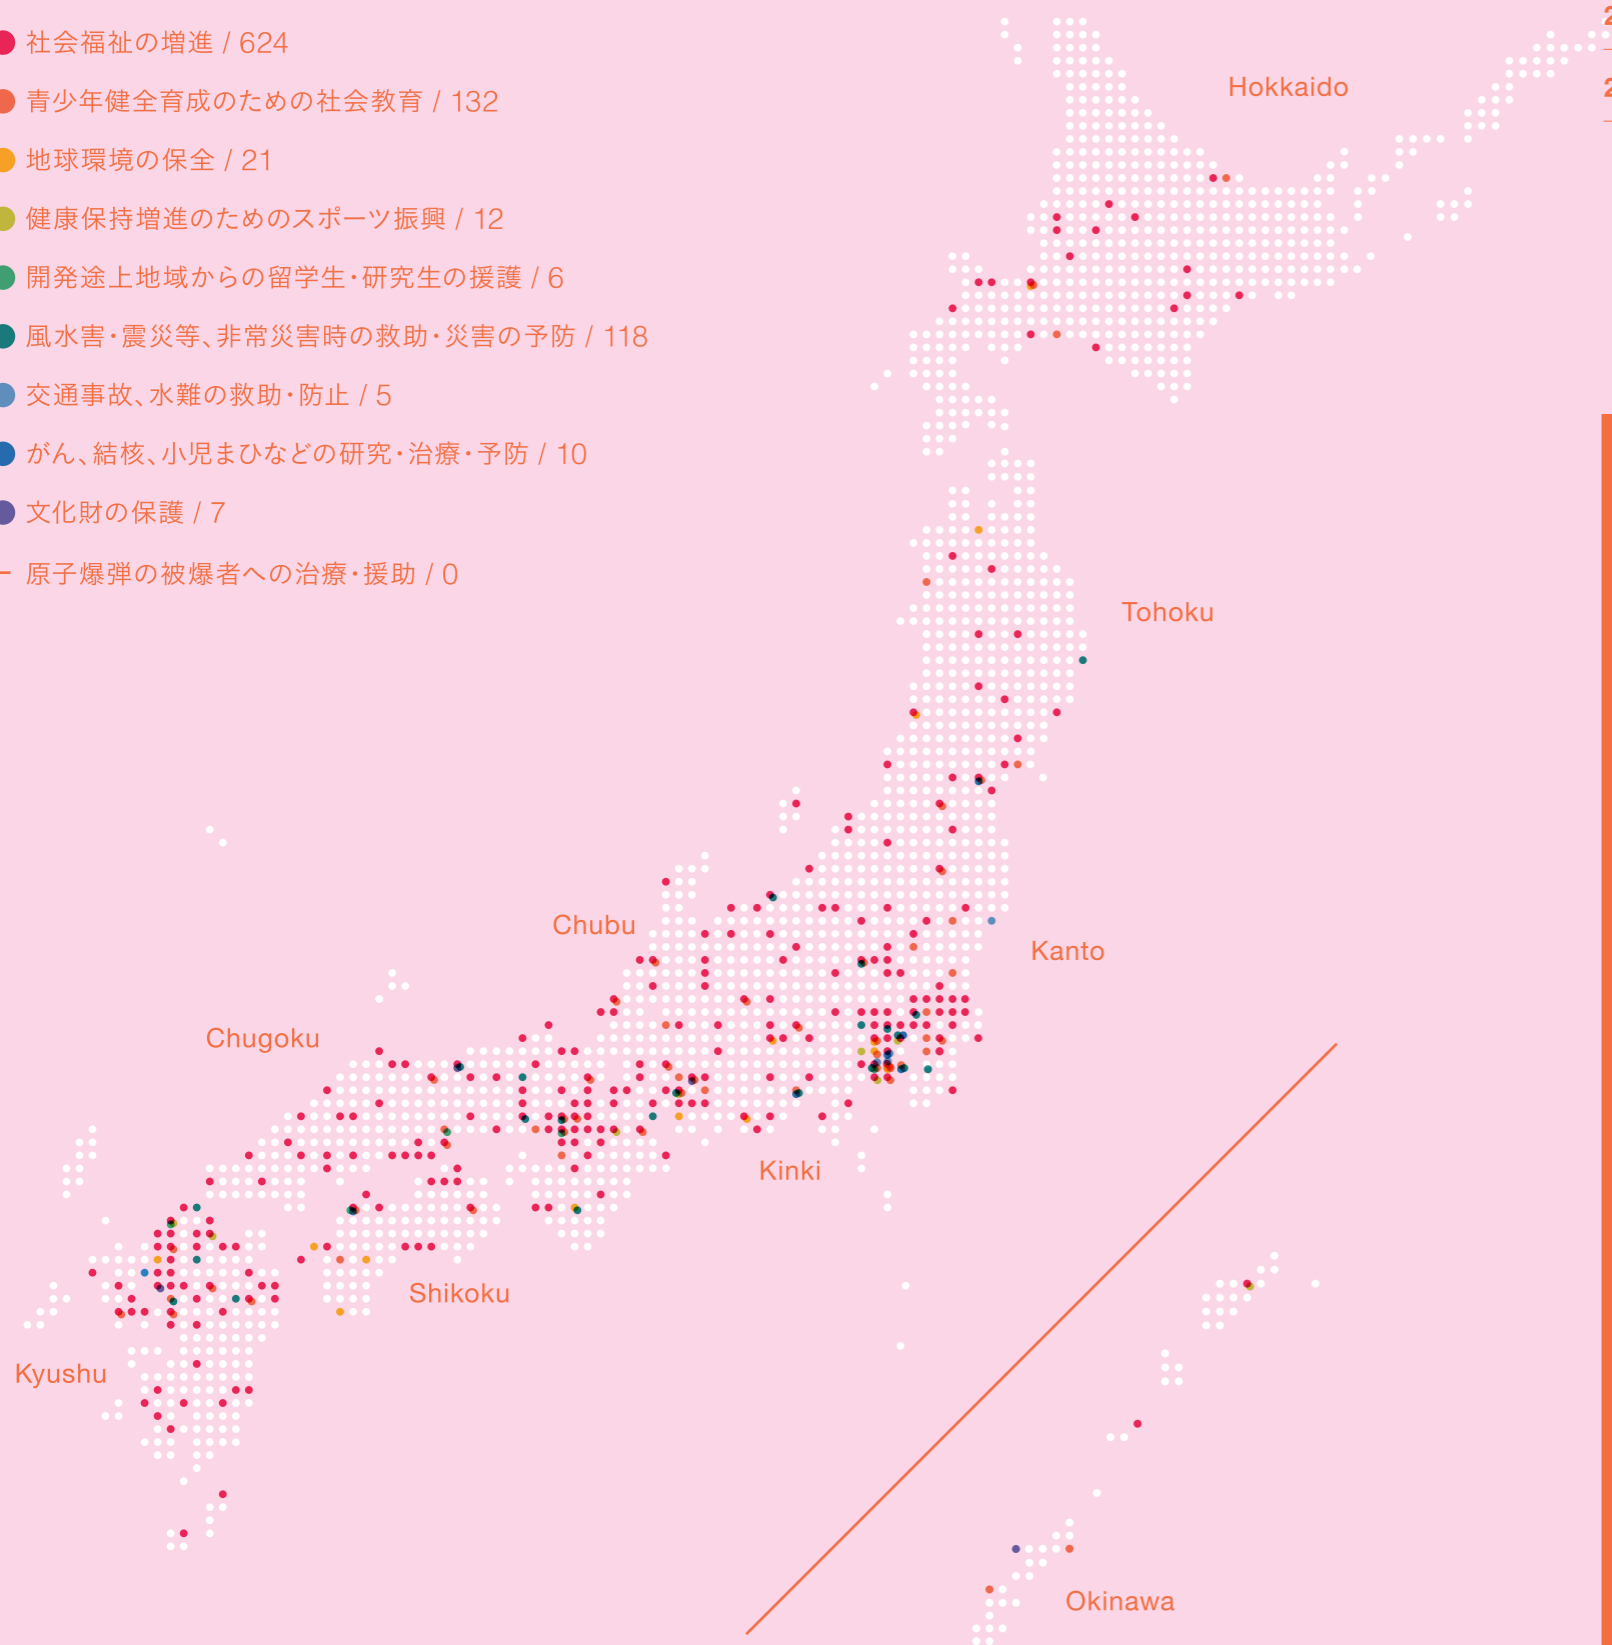 社会福祉の増進 / 624
青少年健全育成のための社会教育 / 132
地球環境の保全 / 21
健康保持増進のためのスポーツ振興 / 12
開発途上地域からの留学生・研究生の援護 / 6
風水害・震災等、非常災害時の救助・災害の予防 / 118
交通事故、水難の救助・防止 / 5
がん、結核、小児まひなどの研究・治療・予防 / 10
文化財の保護 / 7
原子爆弾の被爆者への治療・援助 / 0
Hokkaido
Tohoku
Chubu
Kanto
Chugoku
Kinki
Shikoku
Kyushu
Okinawa